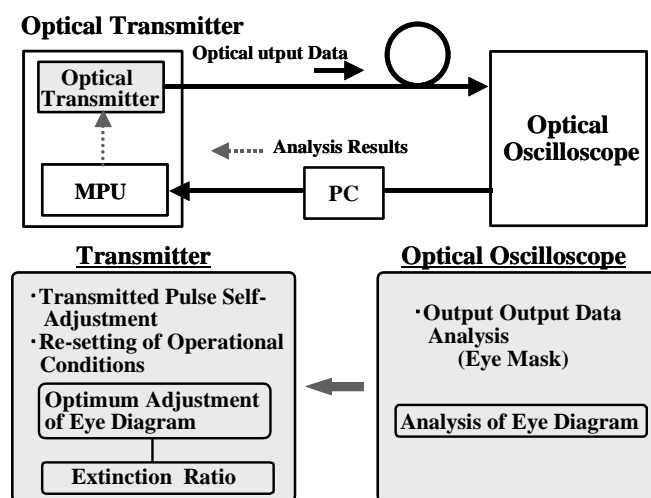 Optical Transmitter
Optical utput Data
Optical
Transmitter
Optical
Oscilloscope
Analysis Results
MPU
PC
Transmitter
・Transmitted Pulse Self-
Adjustment
・Re-setting of Operational
Conditions
Optimum Adjustment
of Eye Diagram
Extinction Ratio
Optical Oscilloscope
・Output Output Data
Analysis
(Eye Mask)
Analysis of Eye Diagram